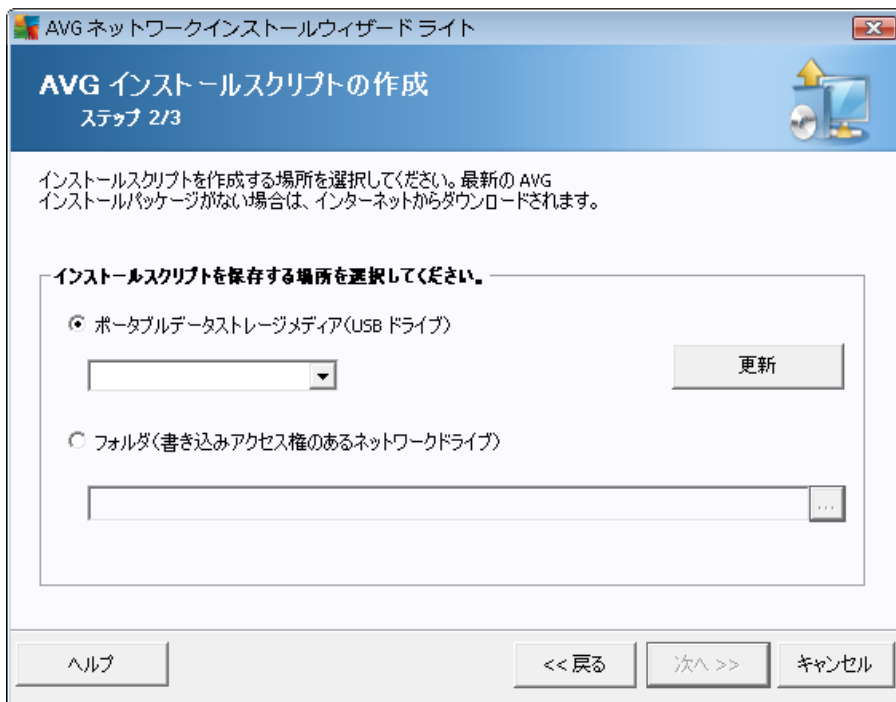 AVG ネットワークインストールウィザード ライト
AVG インストールスクリプトの作成
ステップ 2/3
インストールスクリプトを作成する場所を選択してください。最新の AVG
インストールパッケージがない場合は、インターネットからダウンロードされます。
インストールスクリプトを保存する場所を選択してください。
ポータブルデータストレージメディア(USB ドライブ)
更新
フォルダ(書き込みアクセス権のあるネットワークドライブ)
...
ヘルプ
<< 戻る
次へ >>
キャンセル